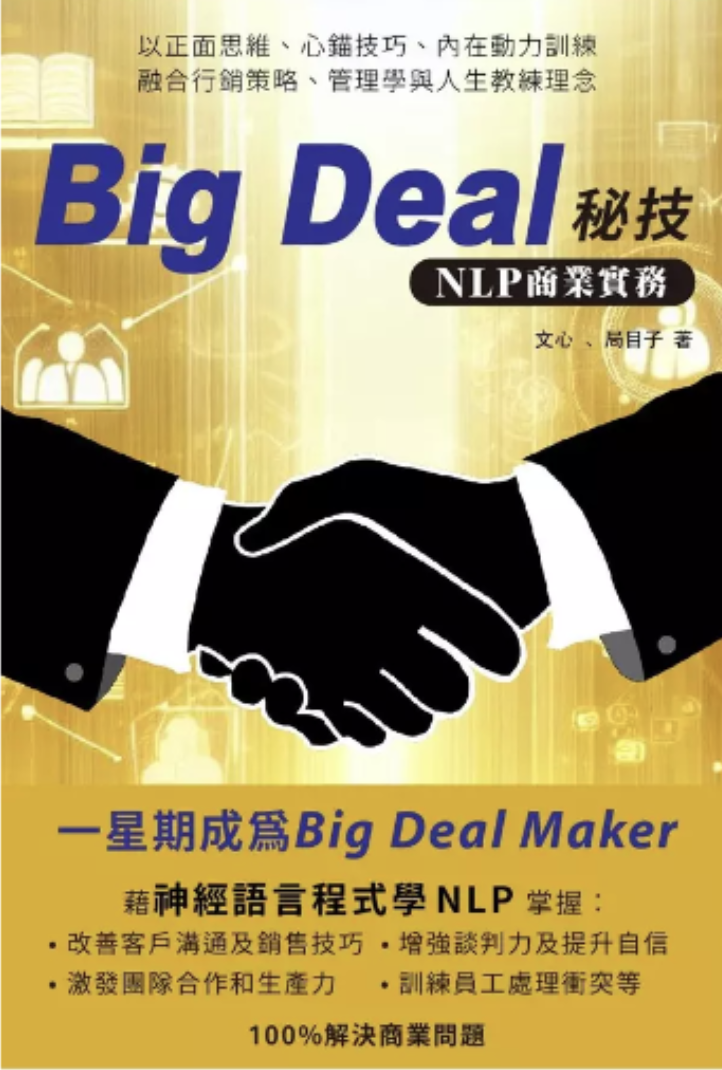 以正面思維、心錨技巧、內在動力訓練
融合行銷策略、管理學與人生教練理念
Big Deal 秘技
NLP商業實務
文心、局目子 著
一星期成爲Big Deal Maker
藉神經語言程式學NLP 掌握：
• 改善客戶溝通及銷售技巧 • 增強談判力及提升自信
• 激發團隊合作和生產力 • 訓練員工處理衝突等
100%解決商業問題